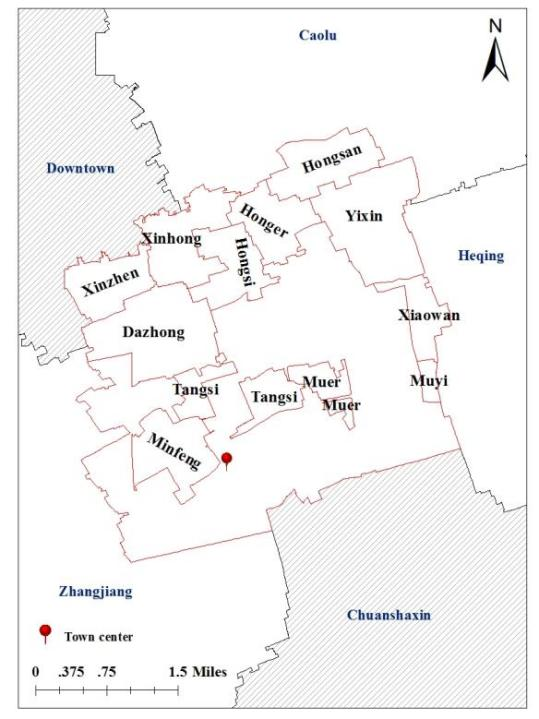 Caolu
N
Downtown
Hongsan
Yixin
Honger
Xinhong
Hongsi
Heqing
Xinzhen
Xiaowan
Dazhong
Muyi
Muer
Tangsi
Tangsi
Muer
Minfeng
Zhangjiang
Chuanshaxin
Town center
0 .375 .75 1.5 Miles